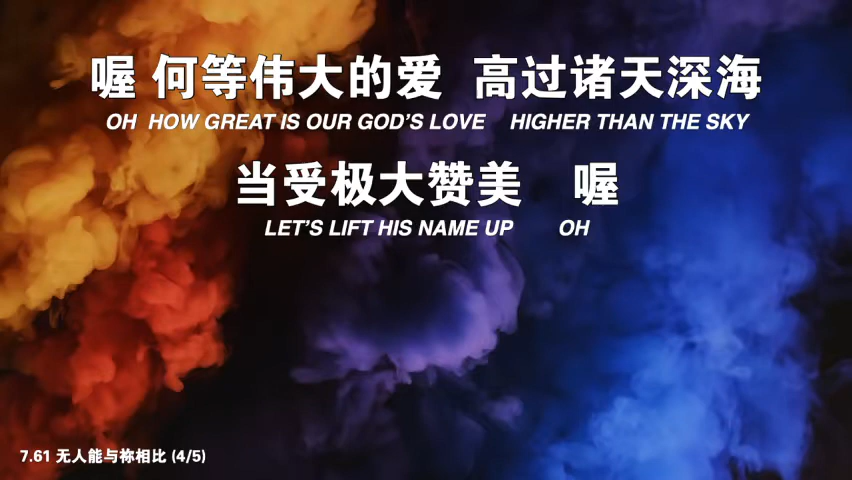 喔 何等伟大的爱 高过诸天深海
OH HOW GREAT IS OUR GOD'S LOVE HIGHER THAN THE SKY
当受极大赞美 喔
LET'S LIFT HIS NAME UP OH
7.61 无人能与祢相比 (4/5)